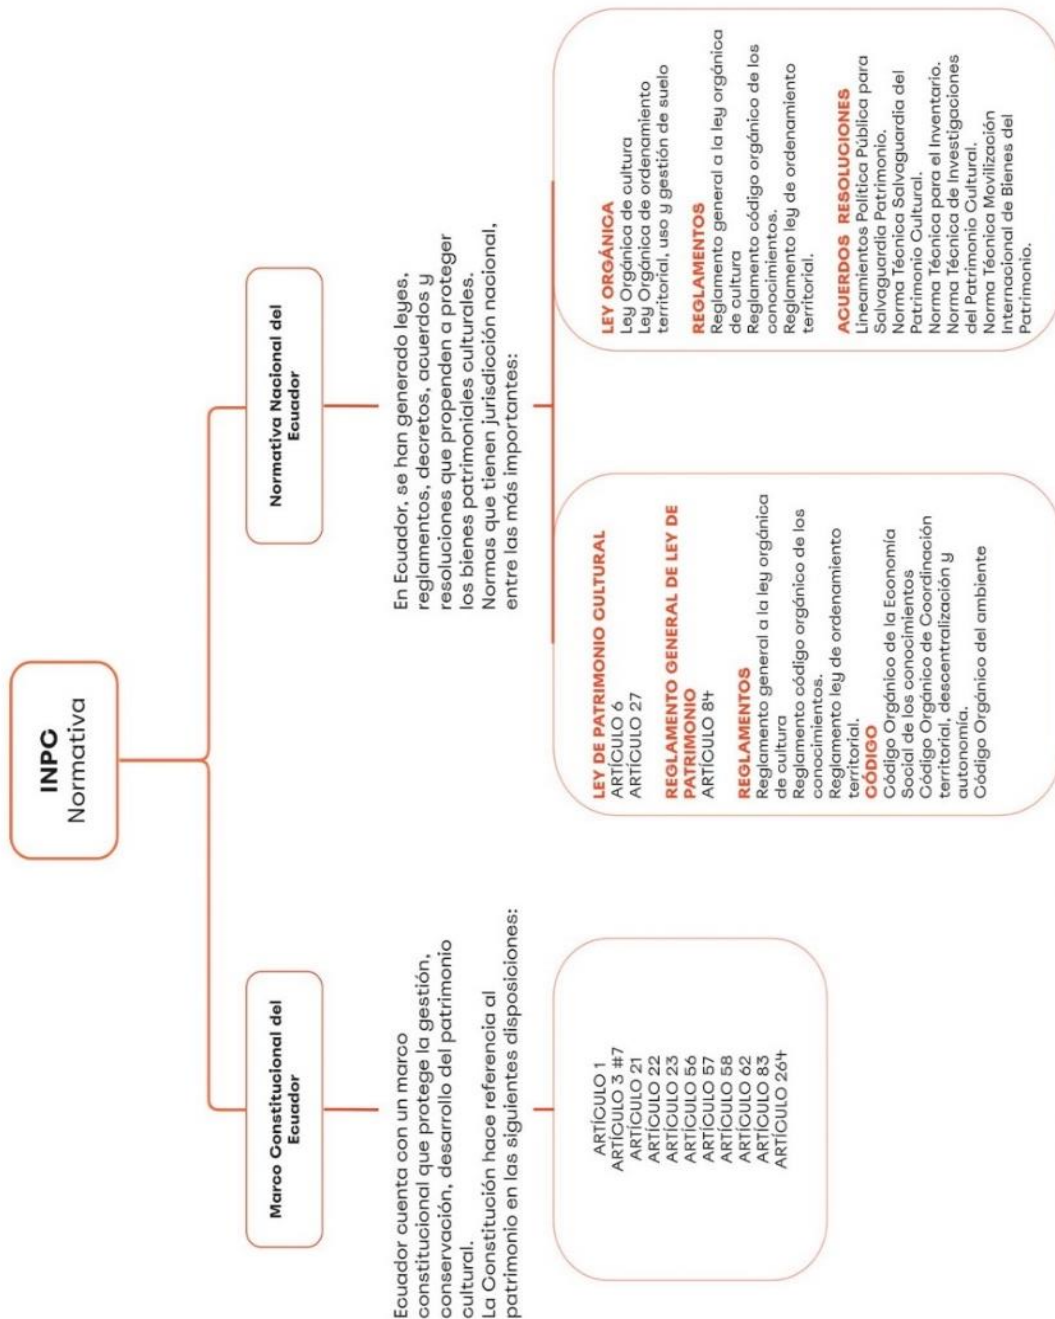 INPC
Normativa
Marco Constitucional del
Ecuador
Ecuador cuenta con un marco
constitucional que protege la gestión,
conservación, desarrollo del patrimonio
cultural.
La Constitución hace referencia al
patrimonio en las siguientes disposiciones:
ARTÍCULO 1
ARTÍCULO 3 #7
ARTÍCULO 21
ARTÍCULO 22
ARTÍCULO 23
ARTÍCULO 56
ARTÍCULO 57
ARTÍCULO 58
ARTÍCULO 62
ARTÍCULO 83
ARTÍCULO 264
Normativa Nacional del
Ecuador
En Ecuador, se han generado leyes,
reglamentos, decretos, acuerdos y
resoluciones que propenden a proteger
los bienes patrimoniales culturales.
Normas que tienen jurisdicción nacional,
entre las más importantes:
LEY DE PATRIMONIO CULTURAL
ARTÍCULO 6
ARTÍCULO 27
REGLAMENTO GENERAL DE LEY DE
PATRIMONIO
ARTÍCULO 84
REGLAMENTOS
Reglamento general a la ley orgánica
de cultura
Reglamento código orgánico de los
conocimientos.
Reglamento ley de ordenamiento
territorial.
CÓDIGO
Código Orgánico de la Economía
Social de los conocimientos
Código Orgánico de Coordinación
territorial, descentralización y
autonomía.
Código Orgánico del ambiente
LEY ORGÁNICA
Ley Orgánica de cultura
Ley Orgánica de ordenamiento
territorial, uso y gestión de suelo
REGLAMENTOS
Reglamento general a la ley orgánica
de cultura
Reglamento código orgánico de los
conocimientos.
Reglamento ley de ordenamiento
territorial.
ACUERDOS RESOLUCIONES
Lineamientos Política Pública para
Salvaguardia Patrimonio.
Norma Técnica Salvaguardia del
Patrimonio Cultural.
Norma Técnica para el Inventario.
Norma Técnica de Investigaciones
del Patrimonio Cultural.
Norma Técnica Movilización
Internacional de Bienes del
Patrimonio.